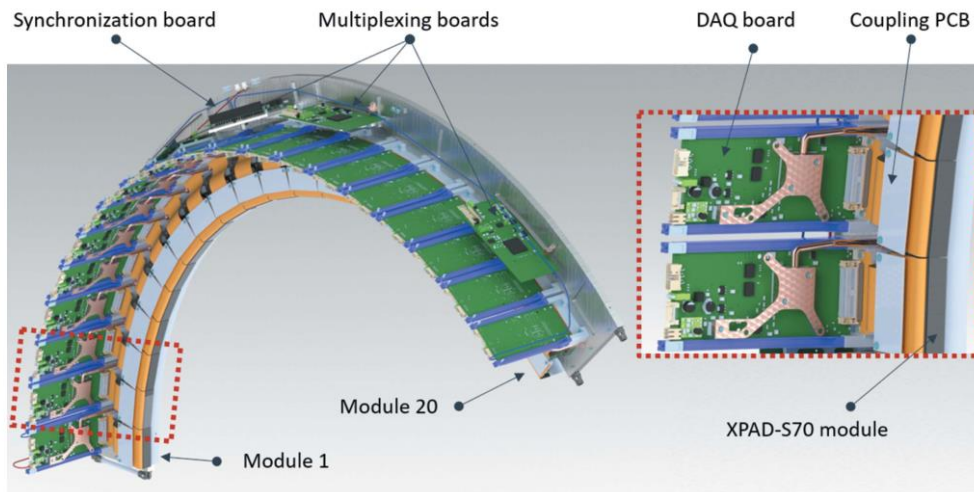 Synchronization board
Multiplexing boards
DAQ board
Coupling PCB
Module 20
Module 1
XPAD-S70 module